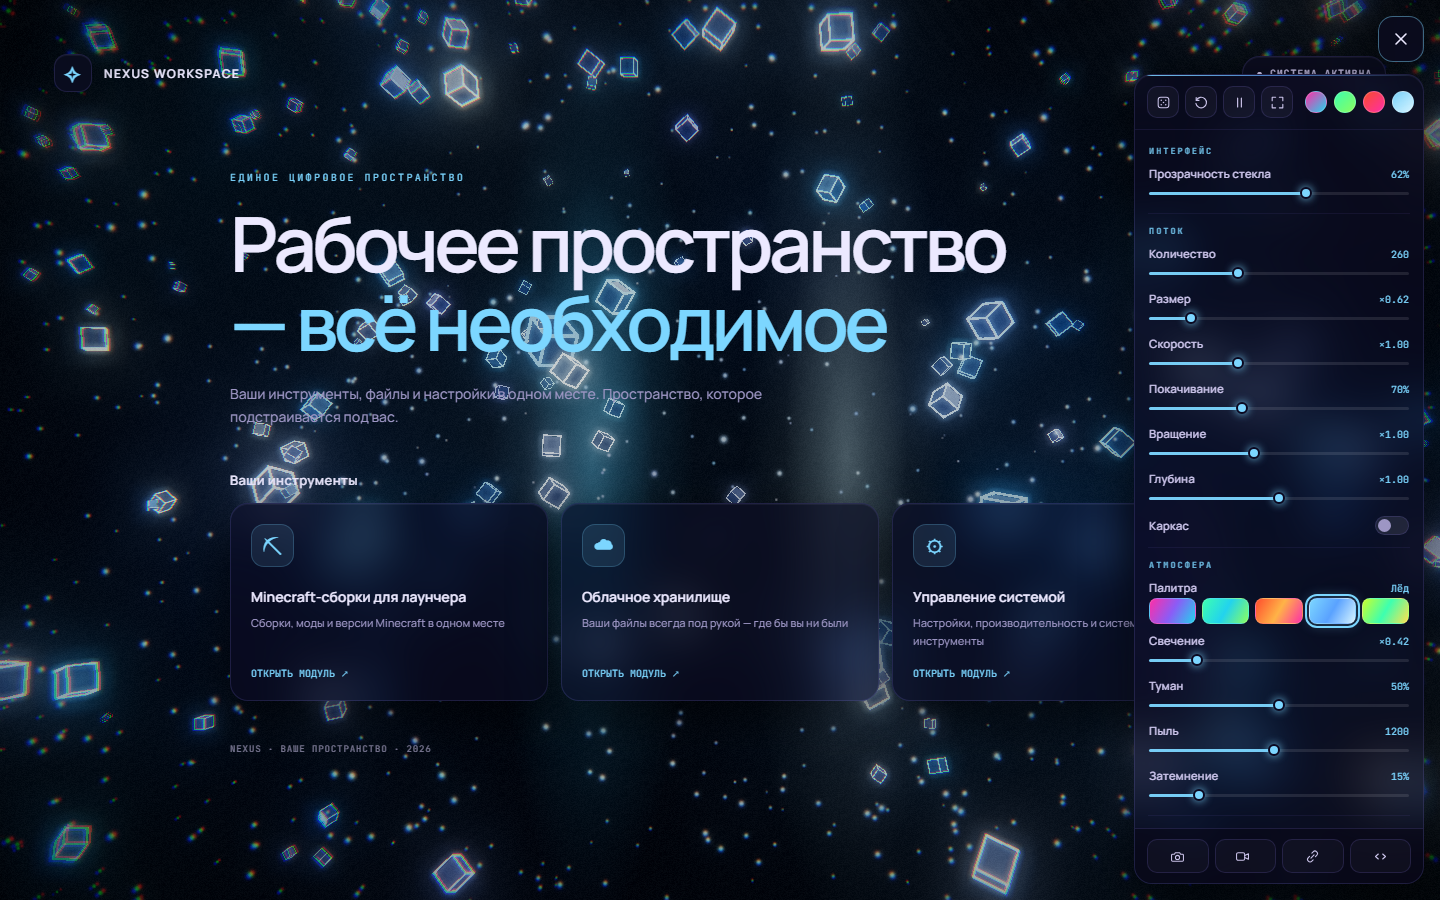 NEXUS WORKSPACE
СИСТЕМА АКТИВНА
ЕДИНОЕ ЦИФРОВОЕ ПРОСТРАНСТВО
Рабочее пространство
— всё необходимое
Ваши инструменты, файлы и настройки в одном месте. Пространство, которое
подстраивается под вас.
Ваши инструменты
Minecraft-сборки для лаунчера
Сборки, моды и версии Minecraft в одном месте
ОТКРЫТЬ МОДУЛЬ ↗
Облачное хранилище
Ваши файлы всегда под рукой — где бы вы ни были
ОТКРЫТЬ МОДУЛЬ ↗
Управление системой
Настройки, производительность и систем
инструменты
ОТКРЫТЬ МОДУЛЬ ↗
NEXUS · ВАШЕ ПРОСТРАНСТВО · 2026
ИНТЕРФЕЙС
Прозрачность стекла 62%
ПОТОК
Количество 260
Размер ×0.62
Скорость ×1.00
Покачивание 70%
Вращение ×1.00
Глубина ×1.00
Каркас
АТМОСФЕРА
Палитра Лёд
Свечение ×0.42
Туман 50%
Пыль 1200
Затемнение 15%